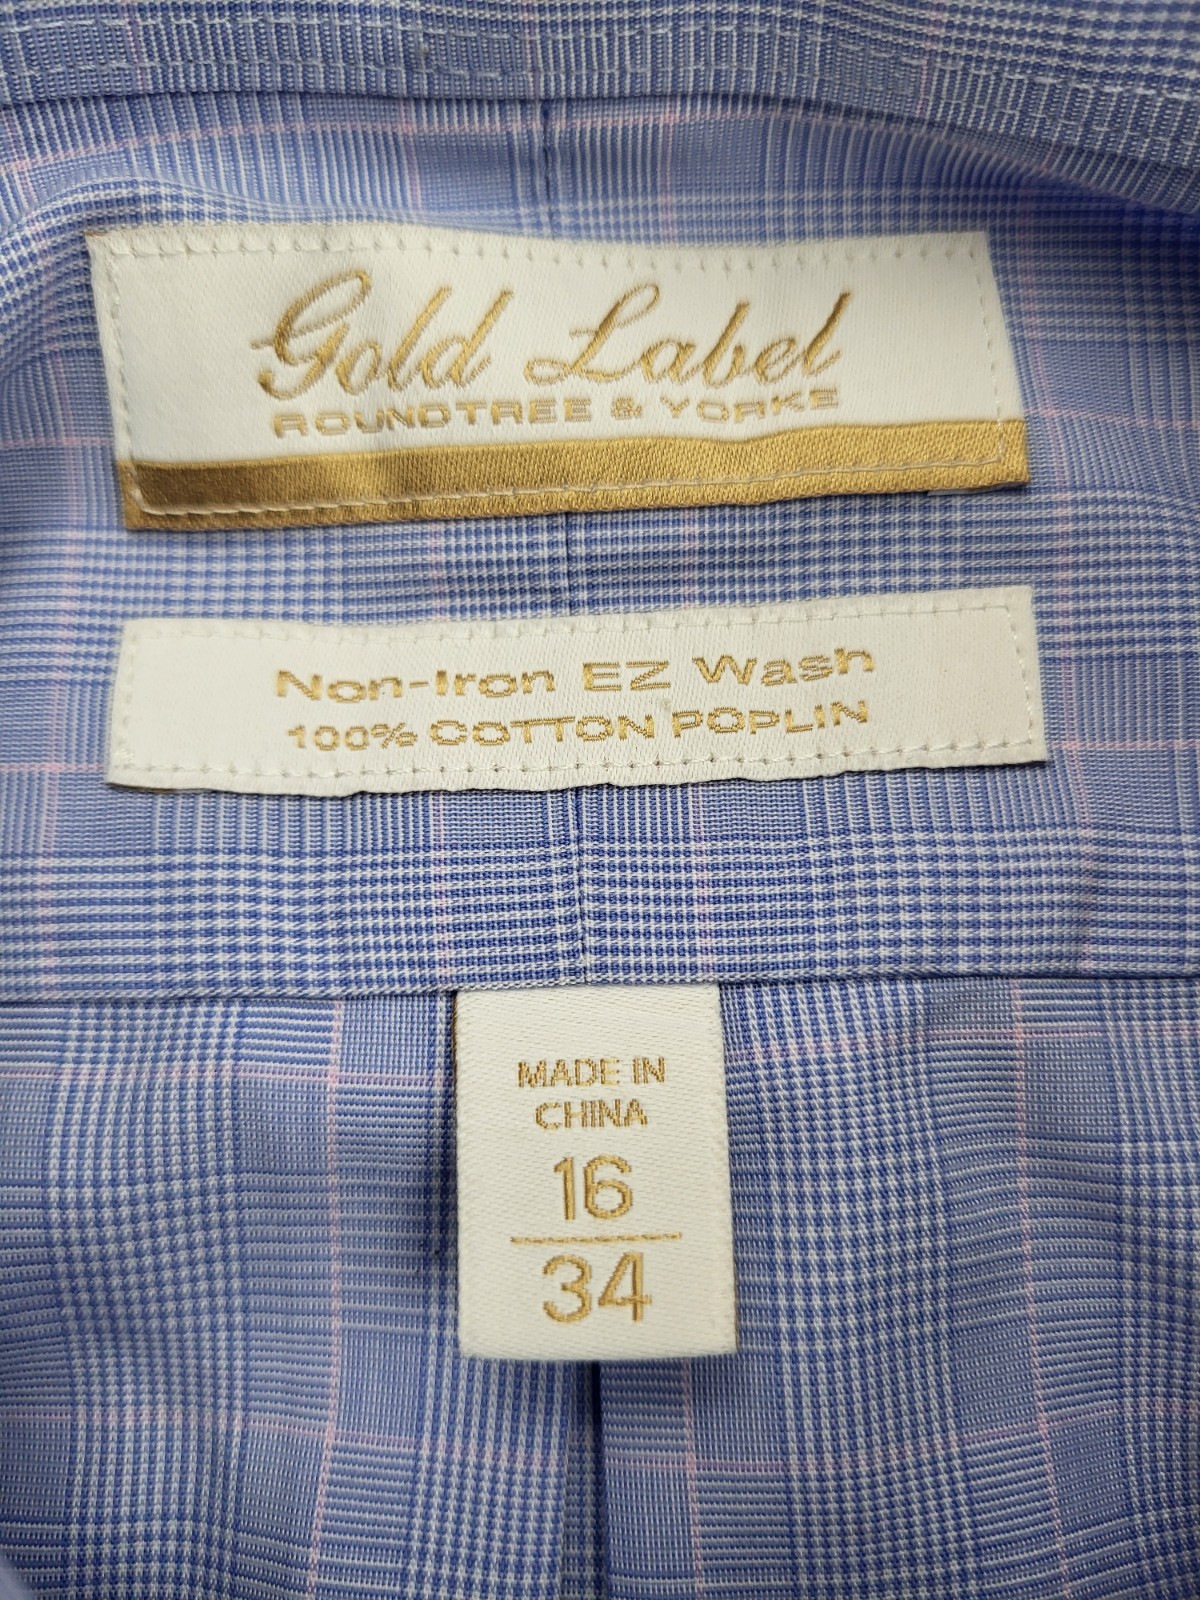 Gold Label
ROUNDTREE & YORKE
Non-Iron EZ Wash
100% COTTON POPLIN
MADE IN
CHINA
16
34